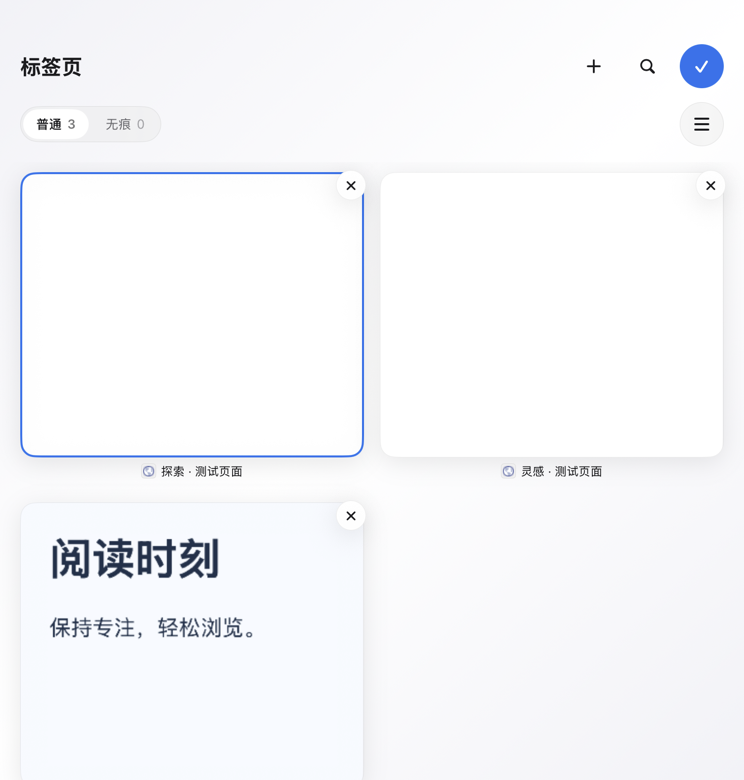 标签页
普通 3
无痕 0
探索 · 测试页面
灵感 · 测试页面
阅读时刻
保持专注，轻松浏览。